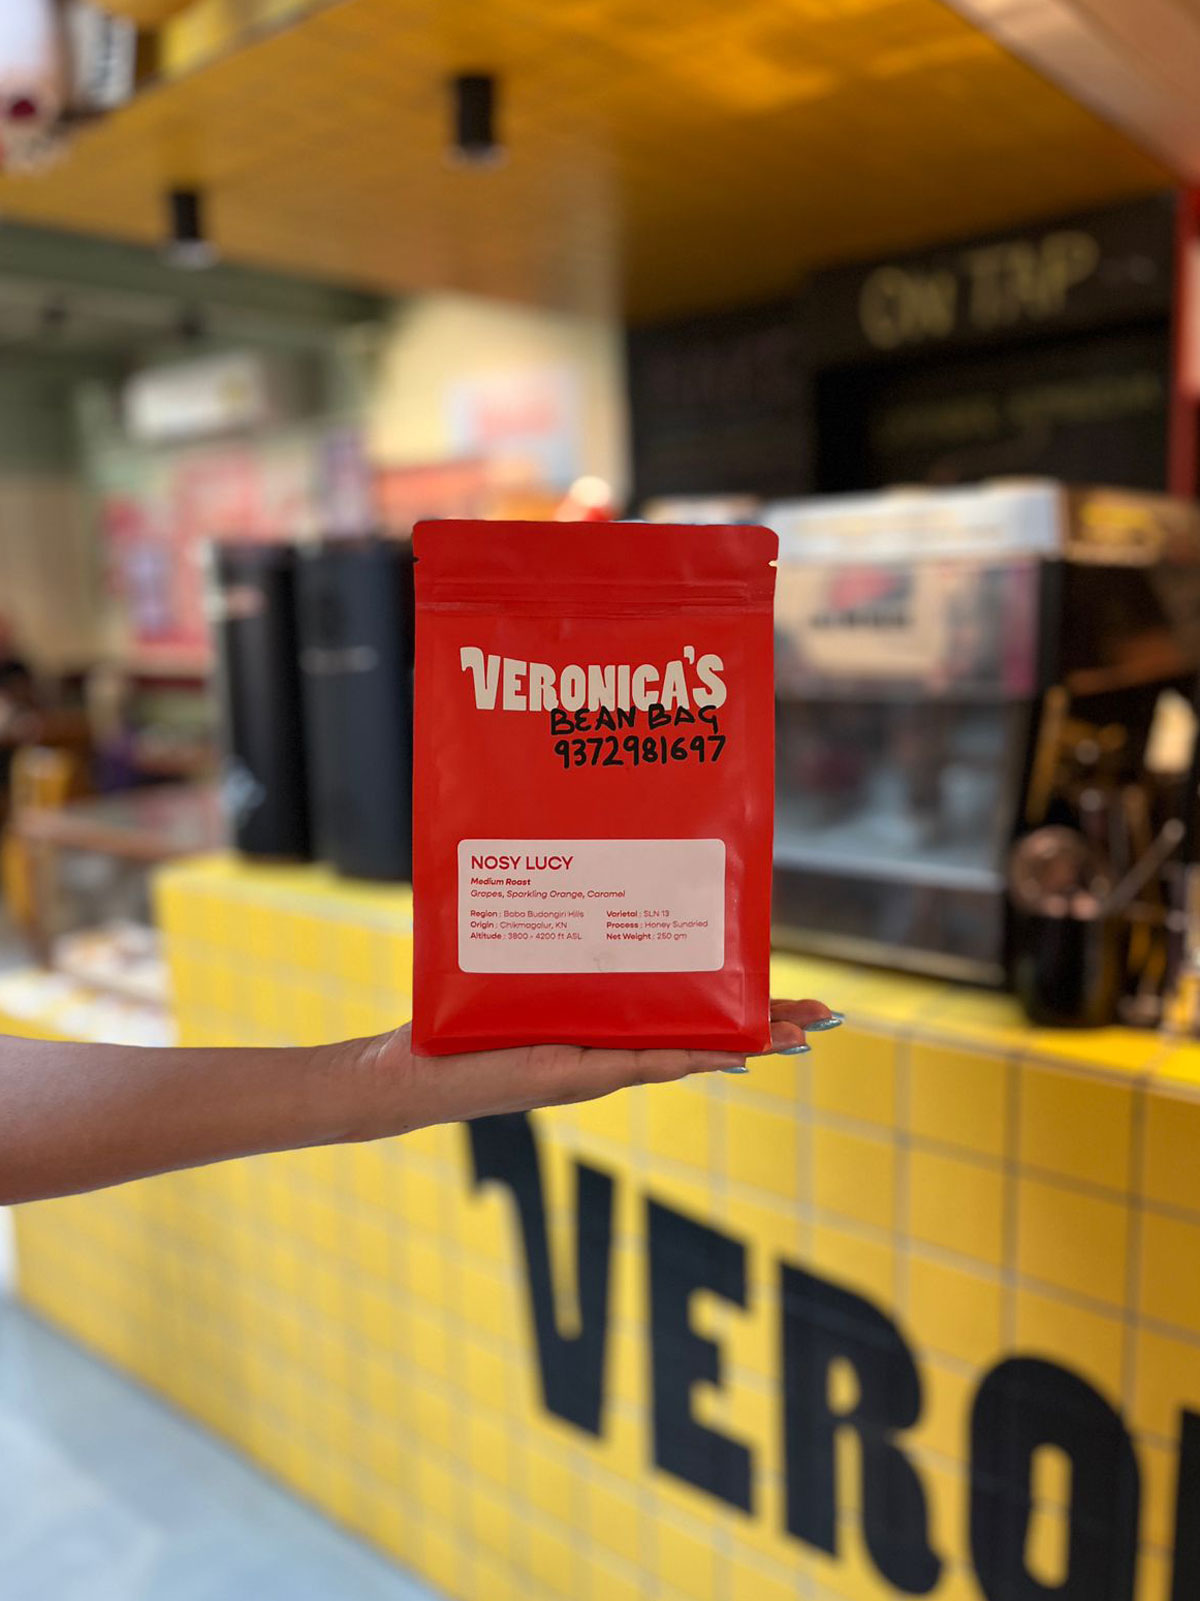 ON TAP
VERONICA'S
BEAN BAG
9372981697
NOSY LUCY
Medium Roast
Grapes, Sparkling Orange, Caramel
Region : Baba Budangiri Hills
Origin : Chikmagalur, KN
Altitude : 3800 - 4200 ft ASL
Varietal : SLN 13
Process : Honey Sundried
Net Weight : 250 gm
VERO